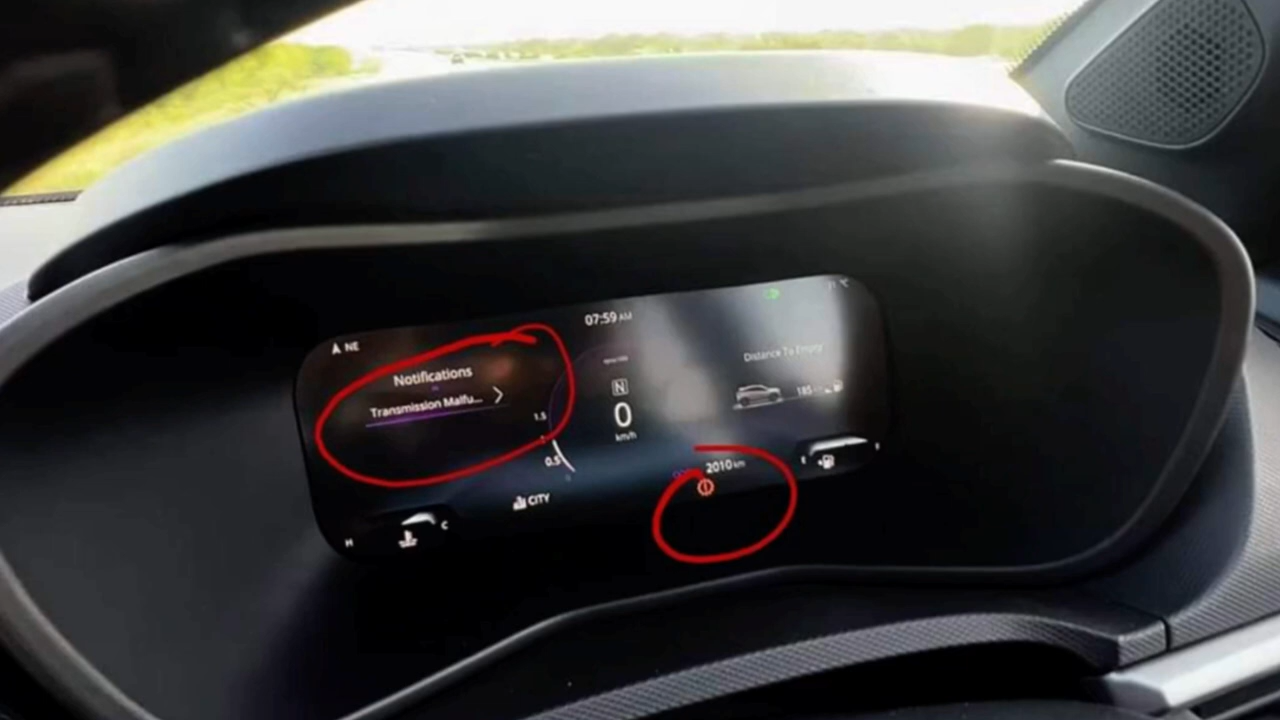 NE
07:59 AM
Notifications
Transmission Malfu...
N
0
km/h
1.5
1
0.5
Distance To Empty
185
2010 km
CITY
H
C